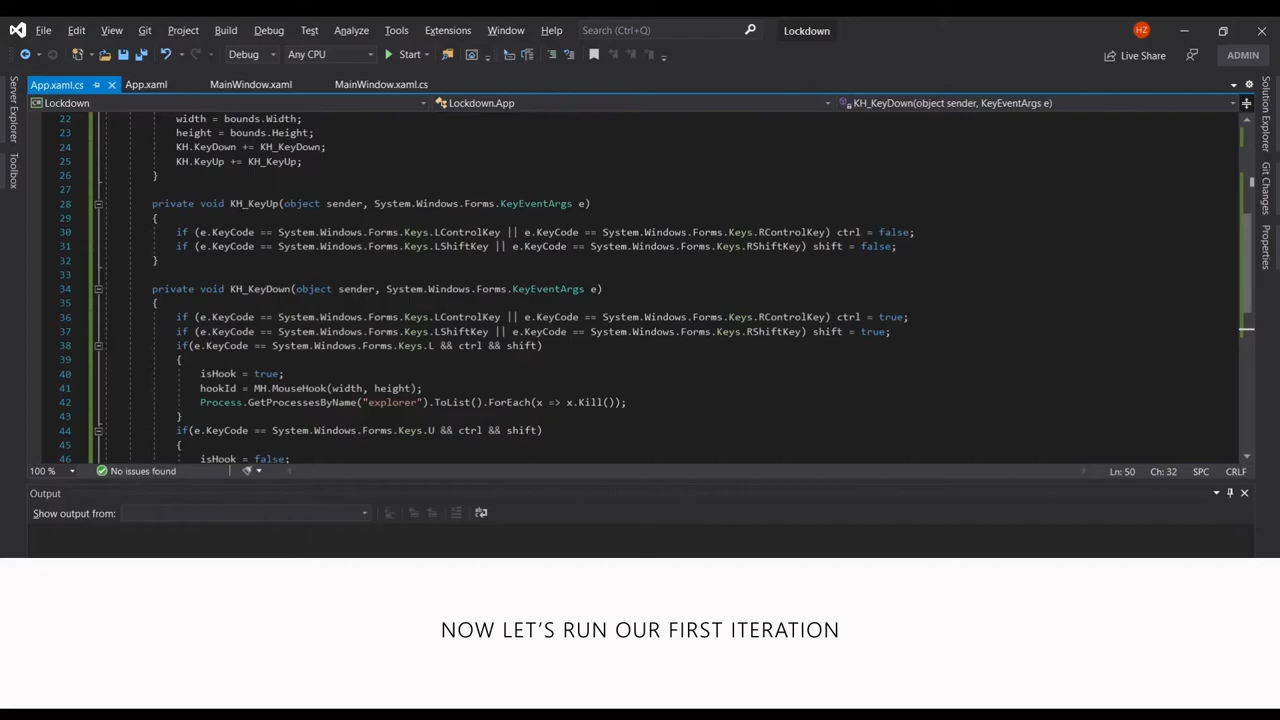 File Edit View Git Project Build Debug Test Analyze Tools Extensions Window Help Search (Ctrl+Q) Lockdown HZ
Debug Any CPU Start Live Share ADMIN
App.xaml.cs App.xaml MainWindow.xaml MainWindow.xaml.cs
Lockdown Lockdown.App KH_KeyDown(object sender, KeyEventArgs e)
Server Explorer
Toolbox
Solution Explorer
Git Changes
Properties
22 width = bounds.Width;
23 height = bounds.Height;
24 KH.KeyDown += KH_KeyDown;
25 KH.KeyUp += KH_KeyUp;
26 }
27
28 private void KH_KeyUp(object sender, System.Windows.Forms.KeyEventArgs e)
29 {
30 if (e.KeyCode == System.Windows.Forms.Keys.LControlKey || e.KeyCode == System.Windows.Forms.Keys.RControlKey) ctrl = false;
31 if (e.KeyCode == System.Windows.Forms.Keys.LShiftKey || e.KeyCode == System.Windows.Forms.Keys.RShiftKey) shift = false;
32 }
33
34 private void KH_KeyDown(object sender, System.Windows.Forms.KeyEventArgs e)
35 {
36 if (e.KeyCode == System.Windows.Forms.Keys.LControlKey || e.KeyCode == System.Windows.Forms.Keys.RControlKey) ctrl = true;
37 if (e.KeyCode == System.Windows.Forms.Keys.LShiftKey || e.KeyCode == System.Windows.Forms.Keys.RShiftKey) shift = true;
38 if(e.KeyCode == System.Windows.Forms.Keys.L && ctrl && shift)
39 {
40 isHook = true;
41 hookId = MH.MouseHook(width, height);
42 Process.GetProcessesByName("explorer").ToList().ForEach(x => x.Kill());
43 }
44 if(e.KeyCode == System.Windows.Forms.Keys.U && ctrl && shift)
45 {
46 isHook = false;
100 % No issues found Ln: 50 Ch: 32 SPC CRLF
Output
Show output from:
NOW LET'S RUN OUR FIRST ITERATION